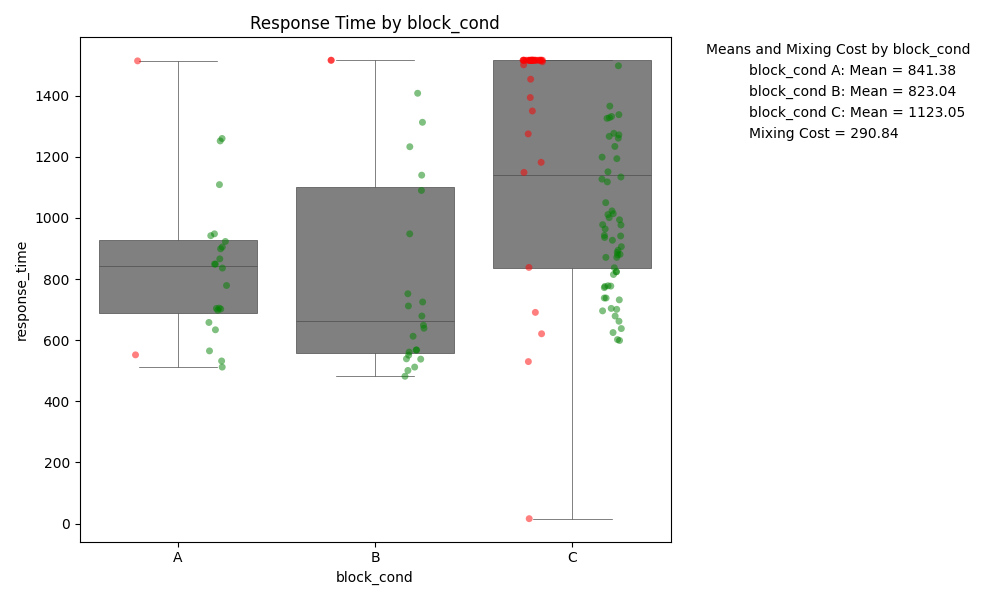 Response Time by block_cond
Means and Mixing Cost by block_cond
block_cond A: Mean = 841.38
block_cond B: Mean = 823.04
block_cond C: Mean = 1123.05
Mixing Cost = 290.84
response_time
1400
1200
1000
800
600
400
200
0
A
B
C
block_cond